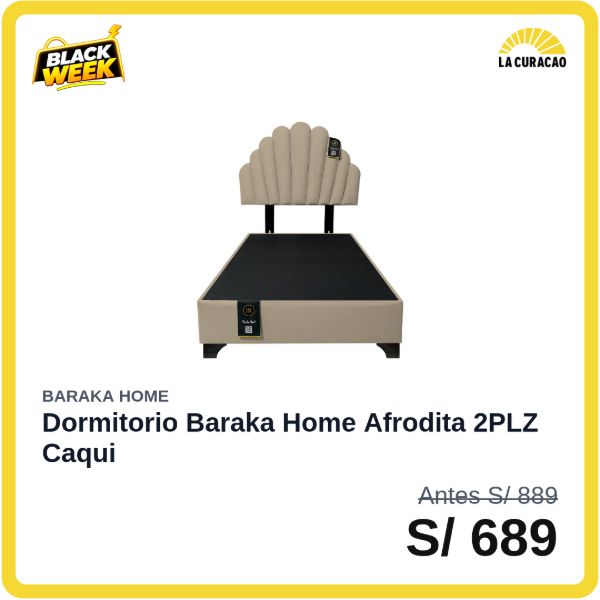 BLACK
WEEK
LA CURACAO
BARAKA HOME
Dormitorio Baraka Home Afrodita 2PLZ
Caqui
Antes S/ 889
S/ 689